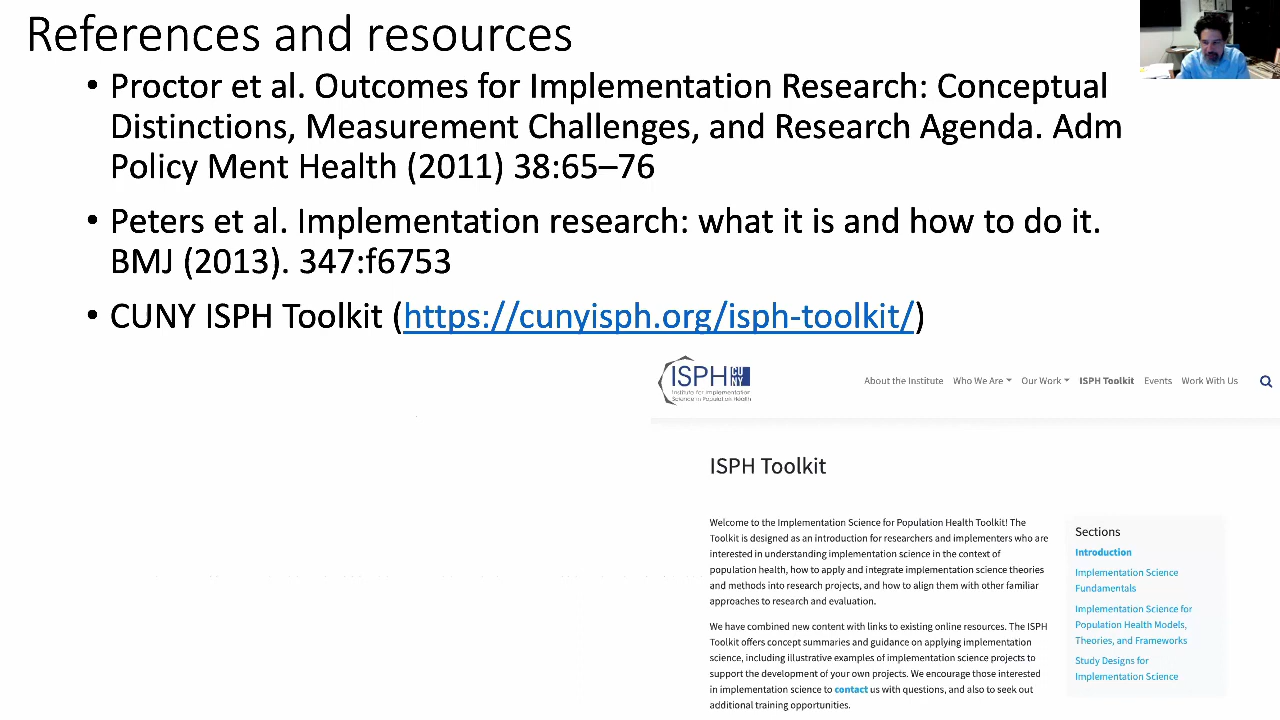 References and resources
• Proctor et al. Outcomes for Implementation Research: Conceptual
Distinctions, Measurement Challenges, and Research Agenda. Adm
Policy Ment Health (2011) 38:65–76
• Peters et al. Implementation research: what it is and how to do it.
BMJ (2013). 347:f6753
• CUNY ISPH Toolkit (https://cunyisph.org/isph-toolkit/)
ISPH CUNY
Institute for Implementation
Science in Population Health
About the Institute Who We Are Our Work ISPH Toolkit Events Work With Us
ISPH Toolkit
Welcome to the Implementation Science for Population Health Toolkit! The
Toolkit is designed as an introduction for researchers and implementers who are
interested in understanding implementation science in the context of
population health, how to apply and integrate implementation science theories
and methods into research projects, and how to align them with other familiar
approaches to research and evaluation.
We have combined new content with links to existing online resources. The ISPH
Toolkit offers concept summaries and guidance on applying implementation
science, including illustrative examples of implementation science projects to
support the development of your own projects. We encourage those interested
in implementation science to contact us with questions, and also to seek out
additional training opportunities.
Sections
Introduction
Implementation Science
Fundamentals
Implementation Science for
Population Health Models,
Theories, and Frameworks
Study Designs for
Implementation Science